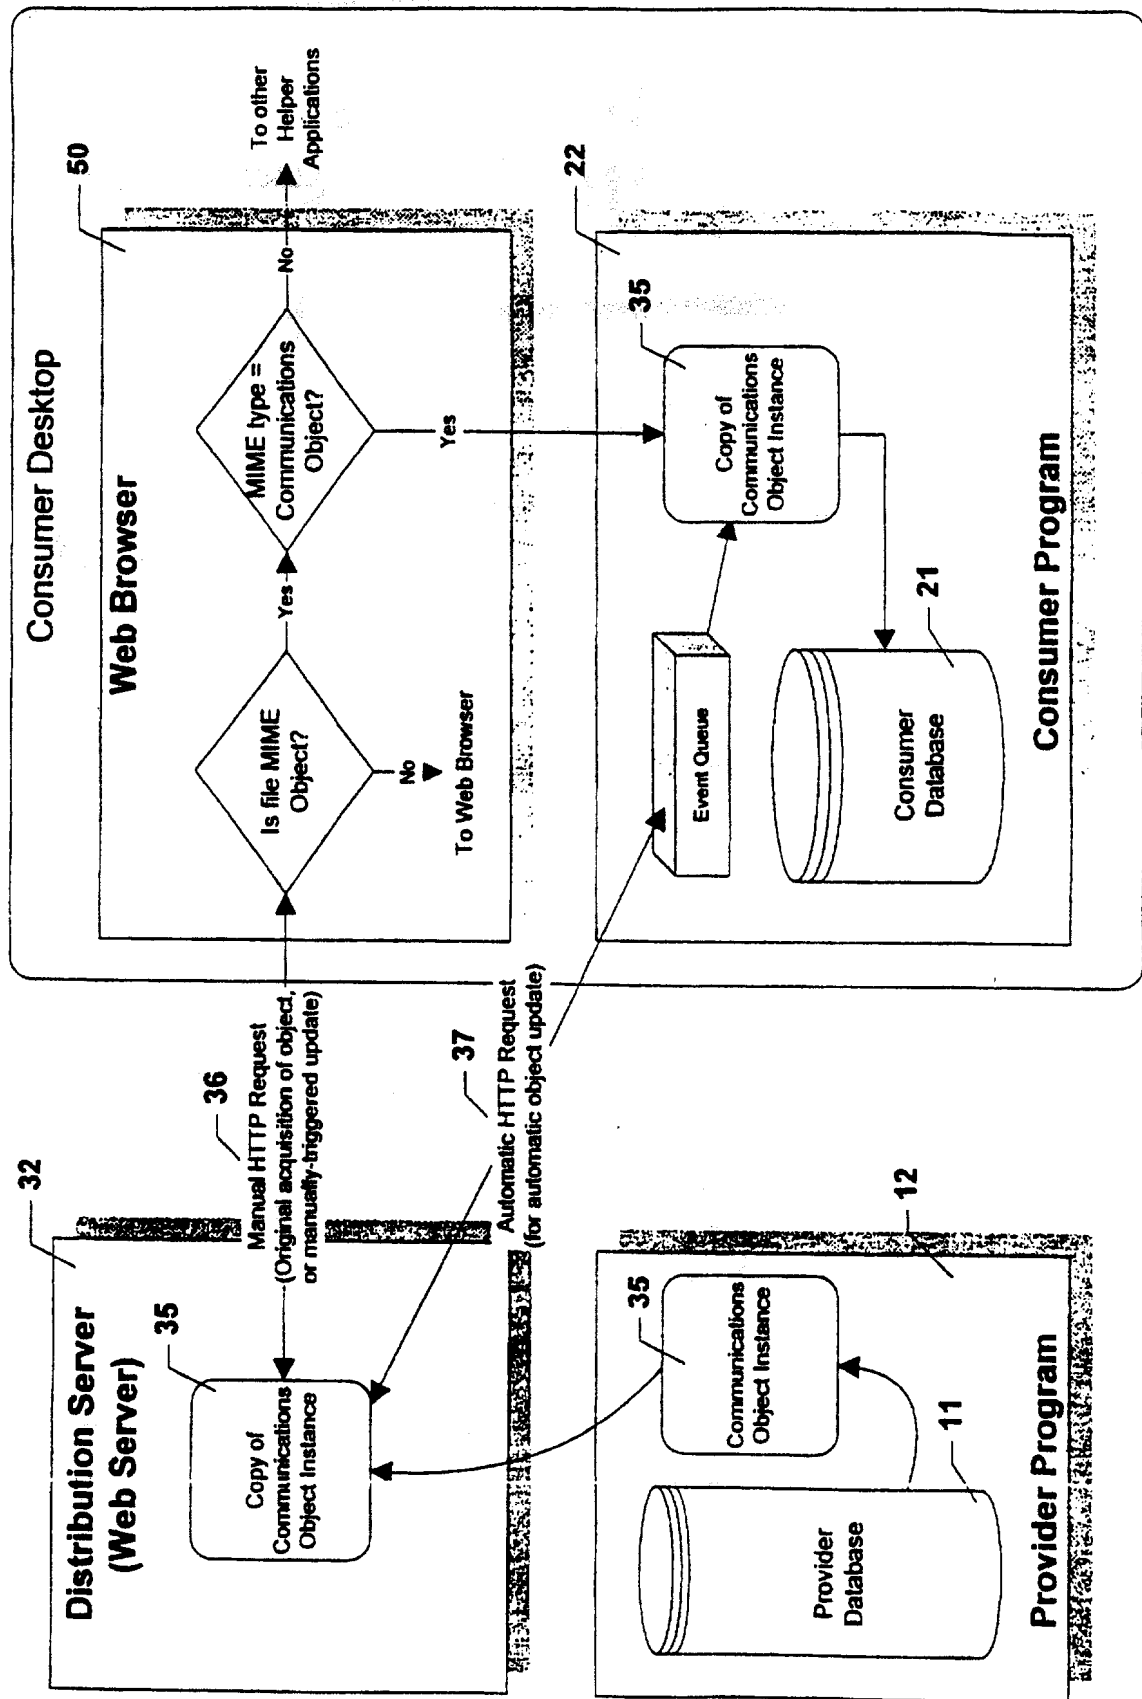 Consumer Desktop
Distribution Server
(Web Server)
32
35
Copy of
Communications
Object Instance
36
Manual HTTP Request
(Original acquisition of object,
or manually-triggered update)
37
Automatic HTTP Request
(for automatic object update)
Web Browser
50
Is file MIME
Object?
No
To Web Browser
Yes
MIME type =
Communications
Object?
No
To other
Helper
Applications
Yes
Provider Program
12
Provider
Database
11
35
Communications
Object Instance
Consumer Program
22
Event Queue
35
Copy of
Communications
Object Instance
Consumer
Database
21